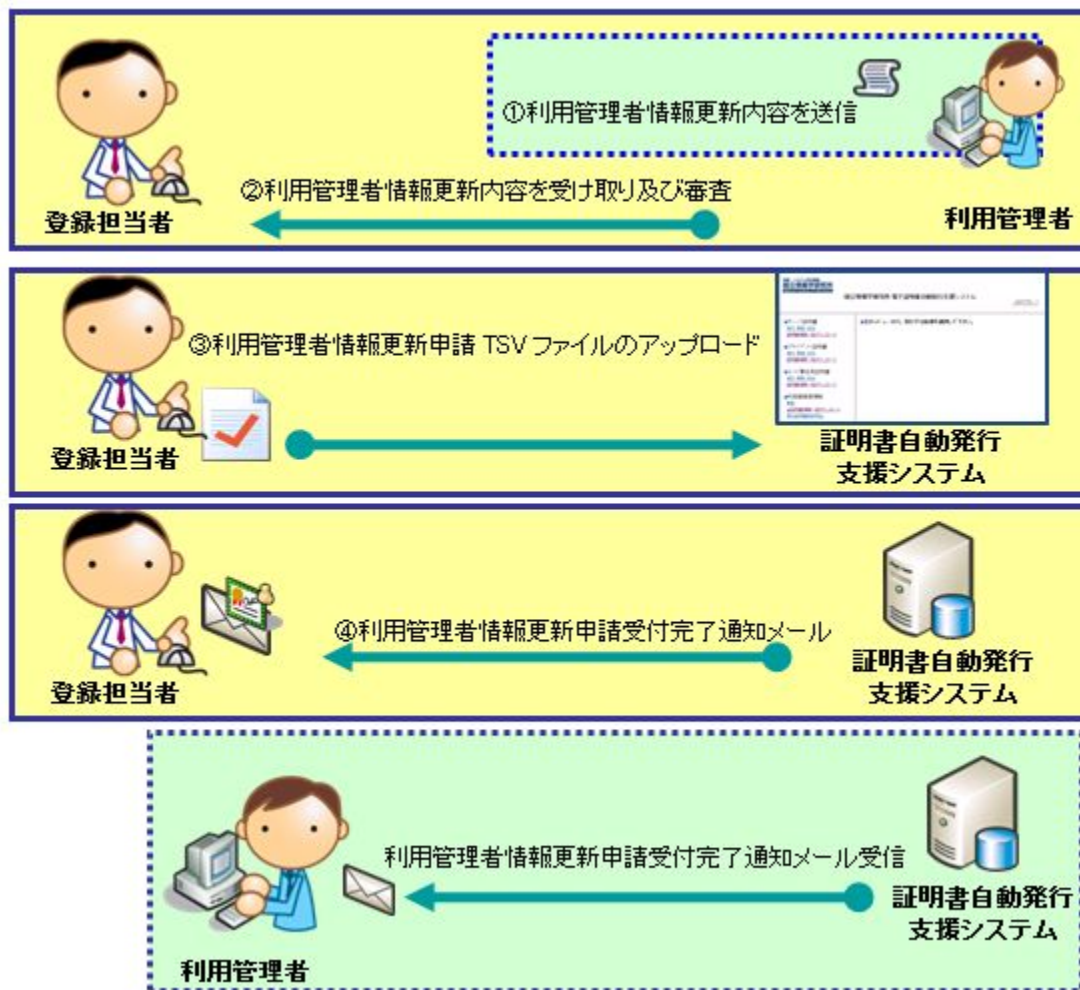 ①利用管理者情報更新内容を送信
②利用管理者情報更新内容を受け取り及び審査
登録担当者
利用管理者
③利用管理者情報更新申請 TSV ファイルのアップロード
登録担当者
証明書自動発行
支援システム
④利用管理者情報更新申請受付完了通知メール
登録担当者
証明書自動発行
支援システム
利用管理者情報更新申請受付完了通知メール受信
証明書自動発行
支援システム
利用管理者